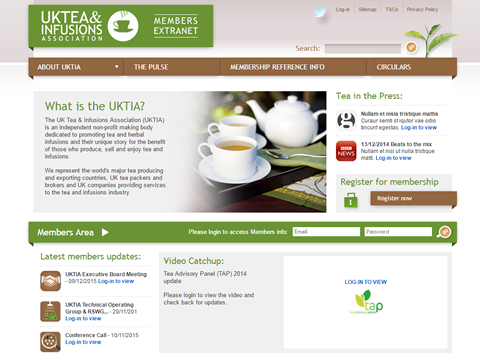 UKTEA&
INFUSIONS
ASSOCIATION
MEMBERS
EXTRANET
Log-in
Sitemap
T&Cs
Privacy Policy
Search:
ABOUT UKTIA
THE PULSE
MEMBERSHIP REFERENCE INFO
CIRCULARS
What is the UKTIA?
The UK Tea & Infusions Association (UKTIA)
is an independent non-profit making body
dedicated to promoting tea and herbal
infusions and their unique story for the benefit
of those who produce, sell and enjoy tea and
infusions.
We represent the world's major tea producing
and exporting countries, UK tea packers and
brokers and UK companies providing services
to the tea and infusions industry.
Tea in the Press:
Nullam et nisla tristique mattis
Curaur semti st iqutor vse odio
tincunt egestas. Log-in to view
BBC
NEWS
13/12/2014 Beats to the mix
Nullam et nisl ut nulla tristique
matti. Log-in to view
Register for membership
1
Register now
Members Area
Please login to access Members info:
Email
Password
Latest members updates:
UKTIA Executive Board Meeting
- 09/12/2015 Log-in to view
UKTIA Technical Operating
Group & RSWG... - 20/11/201
Log-in to view
Conference Call - 10/11/2015
Log-in to view
Video Catchup:
Tea Advisory Panel (TAP) 2014
update
Please login to view the video and
check back for updates.
LOG-IN TO VIEW
tap